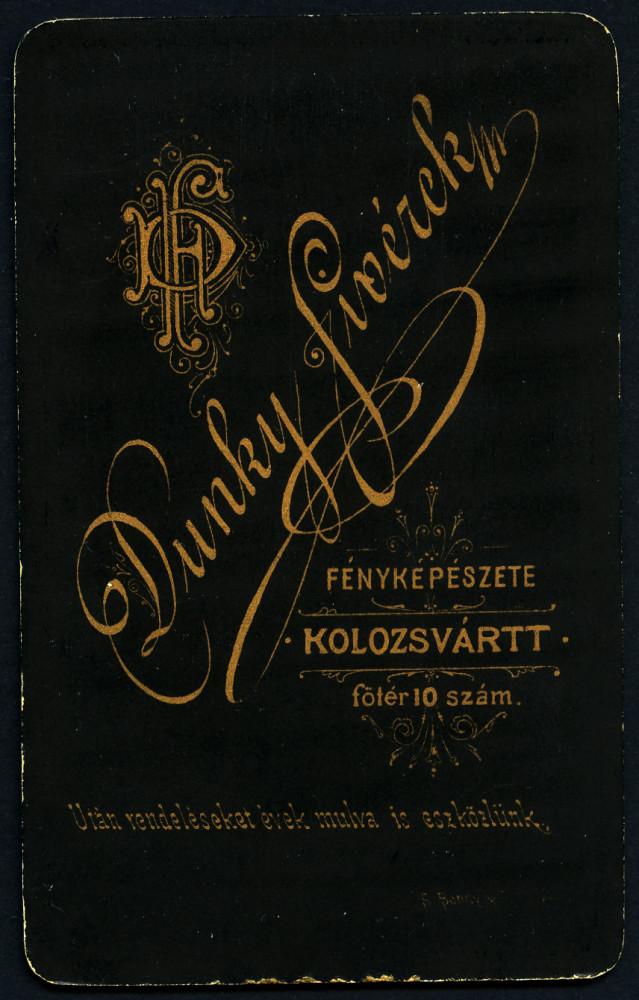 Dunky Fivérek
FÉNYKÉPÉSZETE
· KOLOZSVÁRTT ·
főtér 10 szám.
Után rendeléseket évek mulva is eszközlünk.